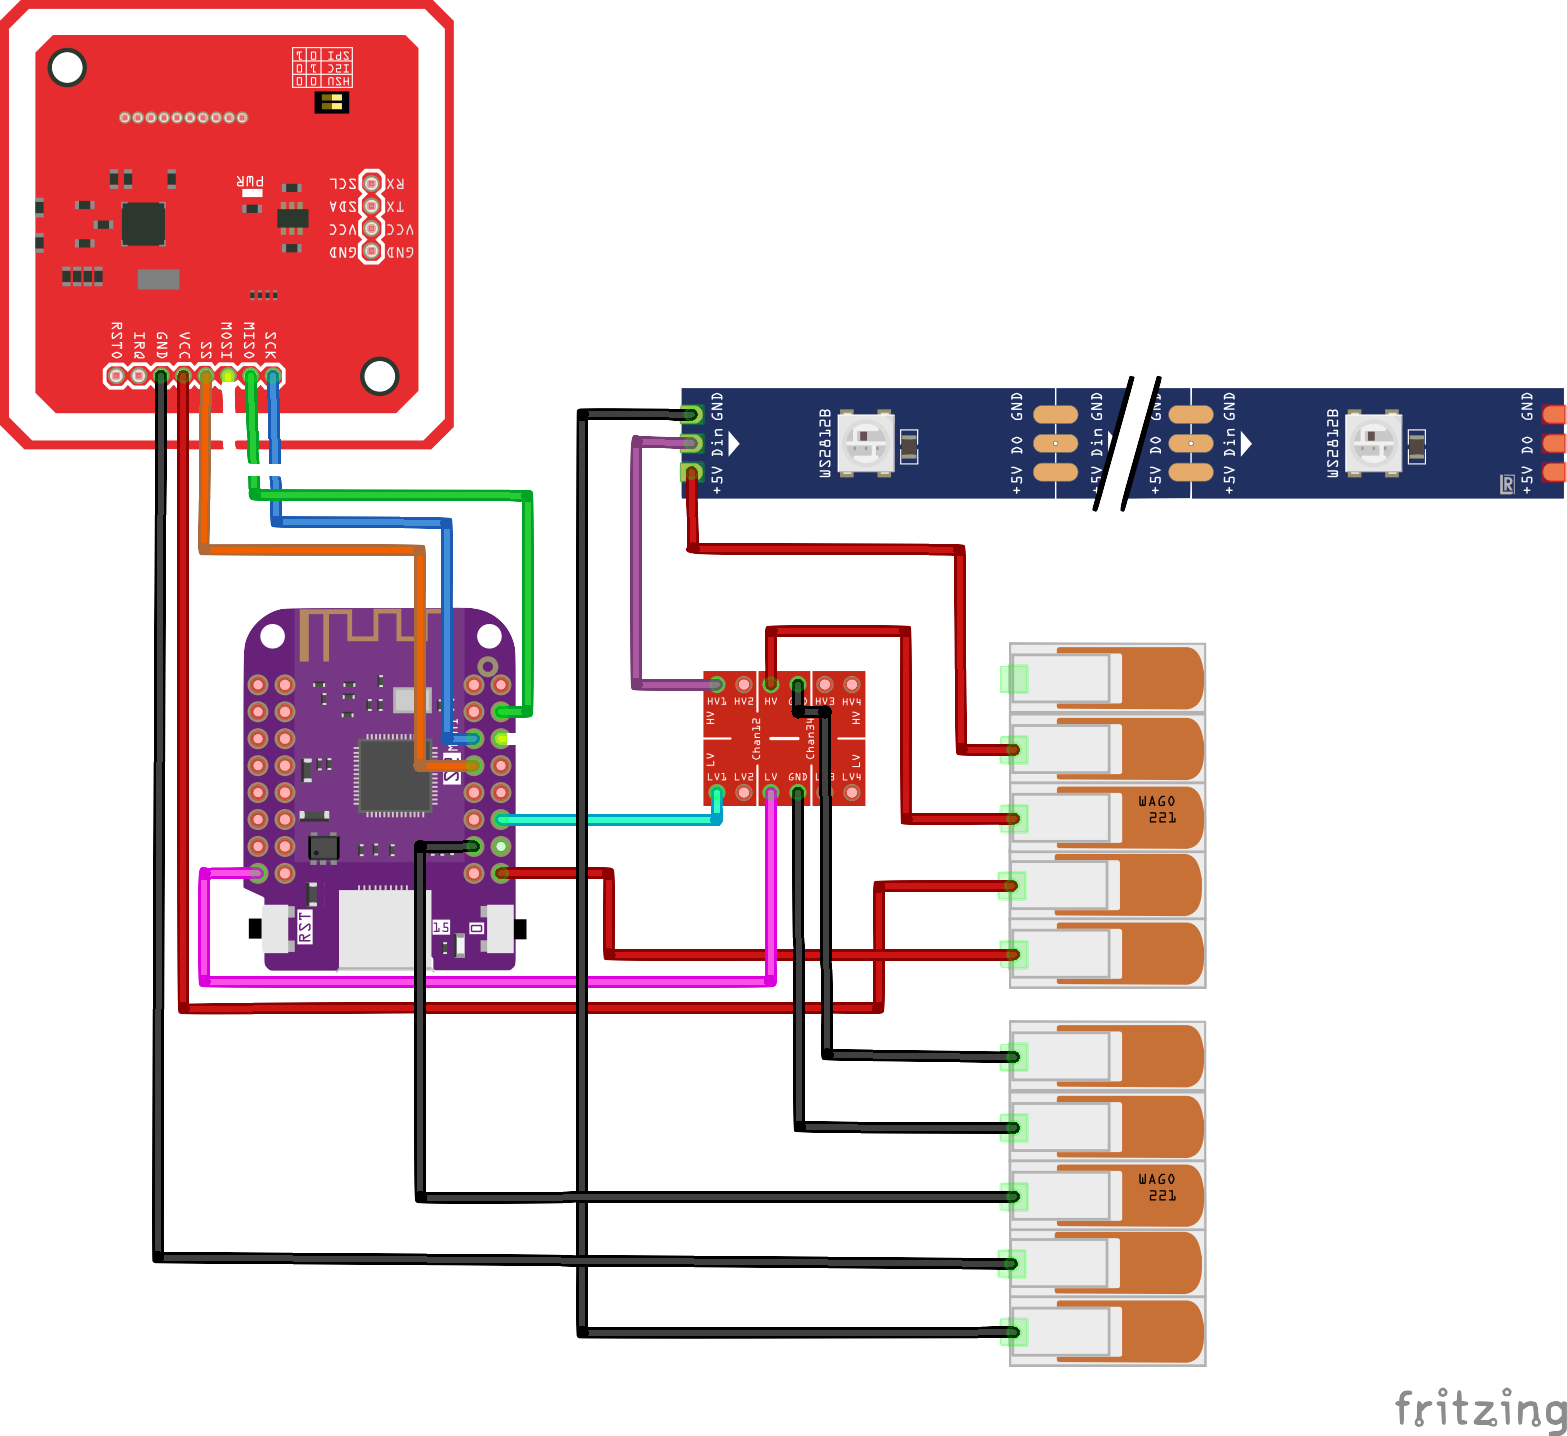 SPI 0 1
I2C 1 0
HSU 0 0
PWR
SCL RX
SDA TX
VCC VCC
GND GND
RSTO
IRQ
GND
VCC
SS
MOSI
MISO
SCK
GND
Din
+5V
WS2812B
GND
DO
+5V
GND
Din
+5V
GND
DO
+5V
GND
Din
+5V
WS2812B
GND
DO
+5V
HV1 HV2 HV HV3 HV4
HV
HV
Chan12
Chan34
LV
LV
LV1 LV2 LV GND LV4
WAGO
221
RST
15
0
WAGO
221
fritzing